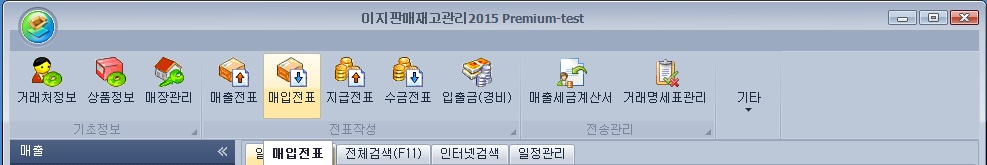 이지판매재고관리2015 Premium-test
거래처정보 상품정보 매장관리 매출전표 매입전표 지급전표 수금전표 입출금(경비) 매출세금계산서 거래명세표관리 기타
기초정보 전표작성 전송관리
매출 매입전표 전체검색(F11) 인터넷검색 일정관리